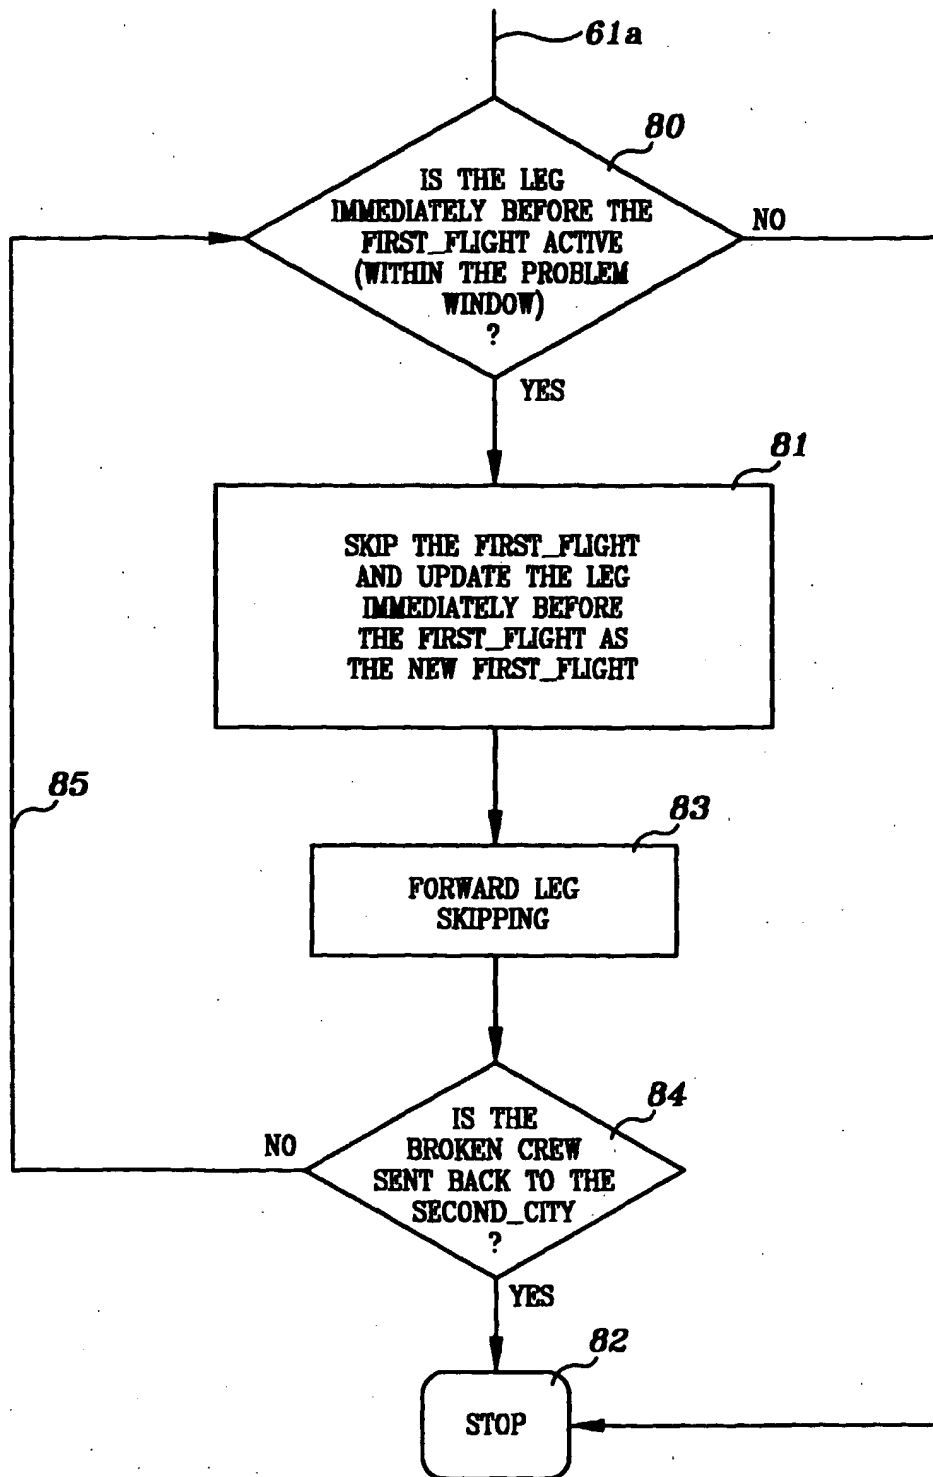 61a
80
IS THE LEG
IMMEDIATELY BEFORE THE
FIRST_FLIGHT ACTIVE
(WITHIN THE PROBLEM
WINDOW)
?
NO
YES
81
SKIP THE FIRST_FLIGHT
AND UPDATE THE LEG
IMMEDIATELY BEFORE
THE FIRST_FLIGHT AS
THE NEW FIRST_FLIGHT
85
83
FORWARD LEG
SKIPPING
84
IS THE
BROKEN CREW
SENT BACK TO THE
SECOND_CITY
?
NO
YES
82
STOP